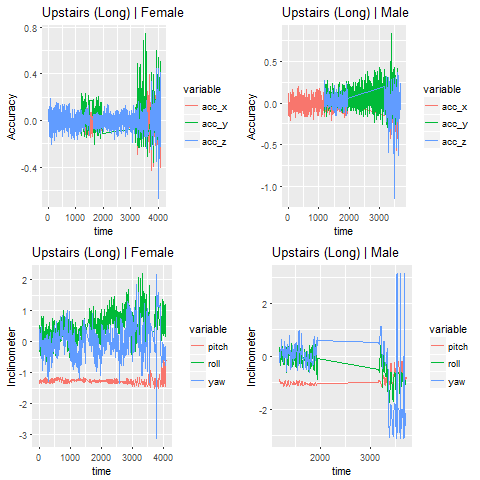 Upstairs (Long) | Female
0.8
0.4
0.0
-0.4
Accuracy
0 1000 2000 3000 4000
time
variable
acc_x
acc_y
acc_z
Upstairs (Long) | Male
0.5
0.0
-0.5
-1.0
Accuracy
0 1000 2000 3000
time
variable
acc_x
acc_y
acc_z
Upstairs (Long) | Female
2
1
0
-1
-2
-3
Inclinometer
0 1000 2000 3000 4000
time
variable
pitch
roll
yaw
Upstairs (Long) | Male
2
0
-2
Inclinometer
2000 3000
time
variable
pitch
roll
yaw